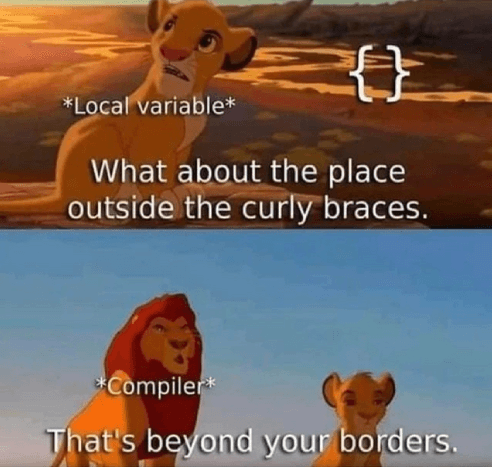 {}
*Local variable*
What about the place
outside the curly braces.
*Compiler*
That's beyond your borders.